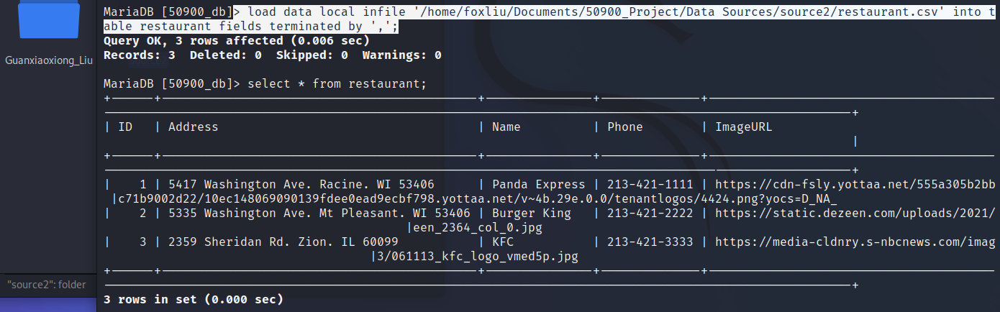 Guanxiaoxiong_Liu
"source2": folder
MariaDB [50900_db]> load data local infile '/home/foxliu/Documents/50900_Project/Data Sources/source2/restaurant.csv' into t
able restaurant fields terminated by ',';
Query OK, 3 rows affected (0.006 sec)
Records: 3  Deleted: 0  Skipped: 0  Warnings: 0
MariaDB [50900_db]> select * from restaurant;
| ID   | Address                                    | Name           | Phone        | ImageURL
|
|    1 | 5417 Washington Ave. Racine. WI 53406      | Panda Express | 213-421-1111 | https://cdn-fsly.yottaa.net/555a305b2bb
|c71b9002d22/10ec148069090139fdee0ead9ecbf798.yottaa.net/v~4b.29e.0.0/tenantlogos/4424.png?yocs=D_NA_
|    2 | 5335 Washington Ave. Mt Pleasant. WI 53406 | Burger King   | 213-421-2222 | https://static.dezeen.com/uploads/2021/
|een_2364_col_0.jpg
|    3 | 2359 Sheridan Rd. Zion. IL 60099           | KFC           | 213-421-3333 | https://media-cldnry.s-nbcnews.com/imag
|3/061113_kfc_logo_vmed5p.jpg
3 rows in set (0.000 sec)